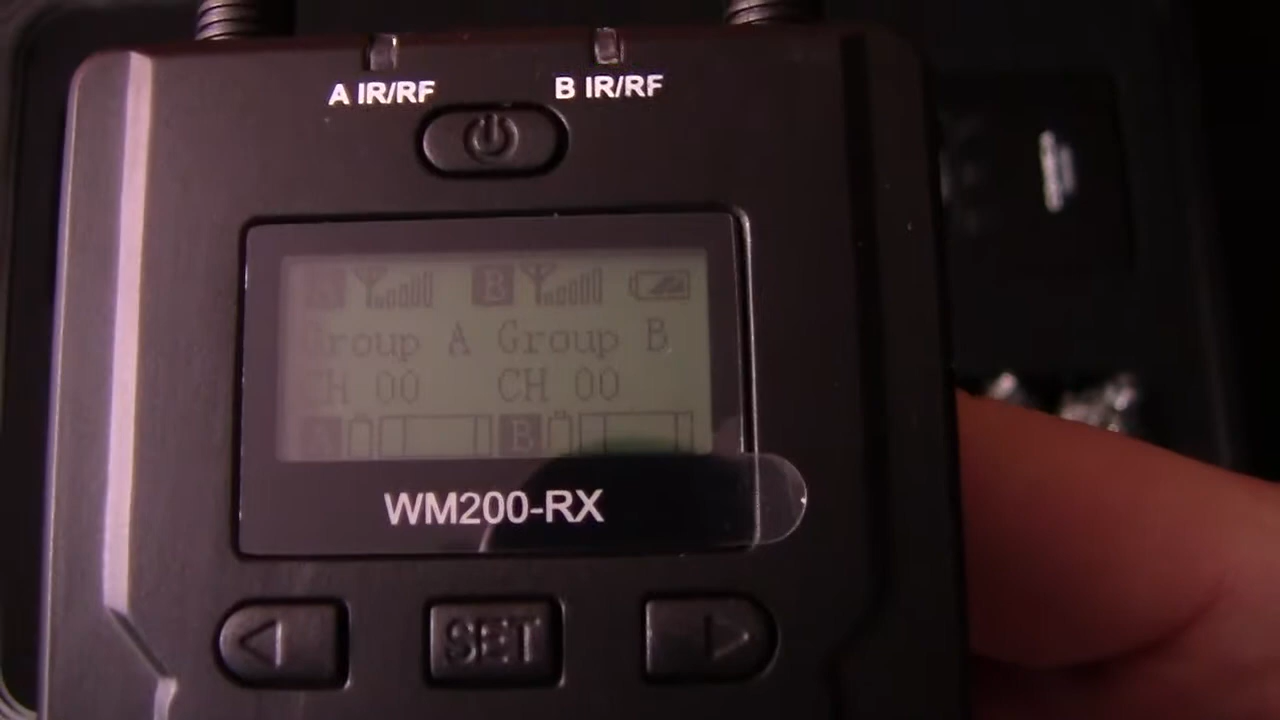 A IR/RF B IR/RF
A B
Group A Group B
CH 00 CH 00
A B
WM200-RX
SET